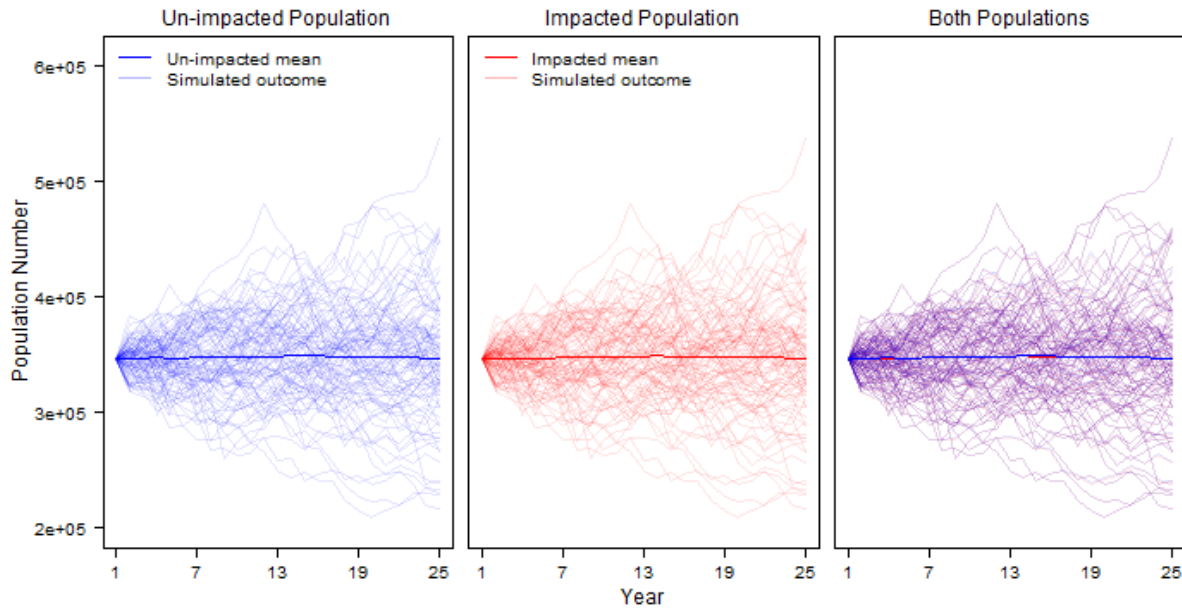 Un-impacted Population
Impacted Population
Both Populations
Un-impacted mean
Simulated outcome
Impacted mean
Simulated outcome
Population Number
6e+05
5e+05
4e+05
3e+05
2e+05
1 7 13 19 25
1 7 13 19 25
1 7 13 19 25
Year